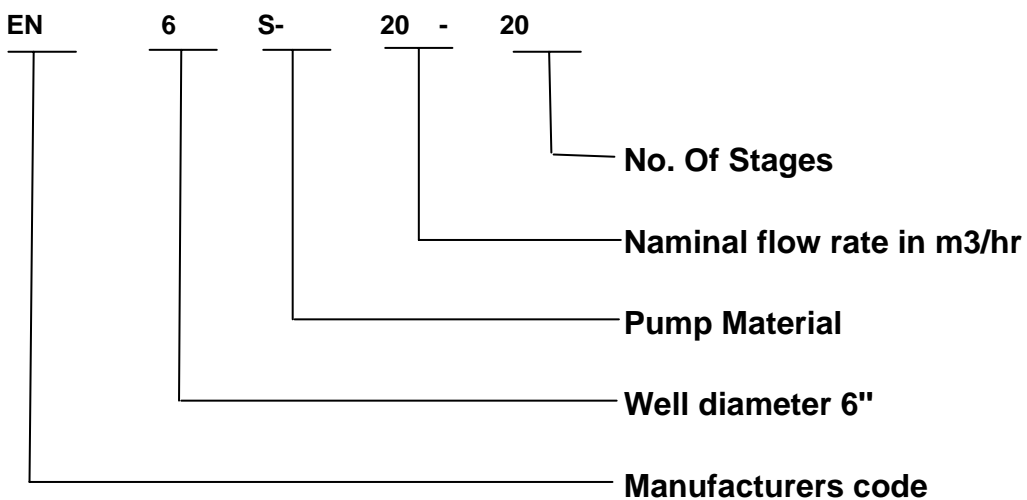 EN 6 S- 20 - 20
No. Of Stages
Naminal flow rate in m3/hr
Pump Material
Well diameter 6"
Manufacturers code